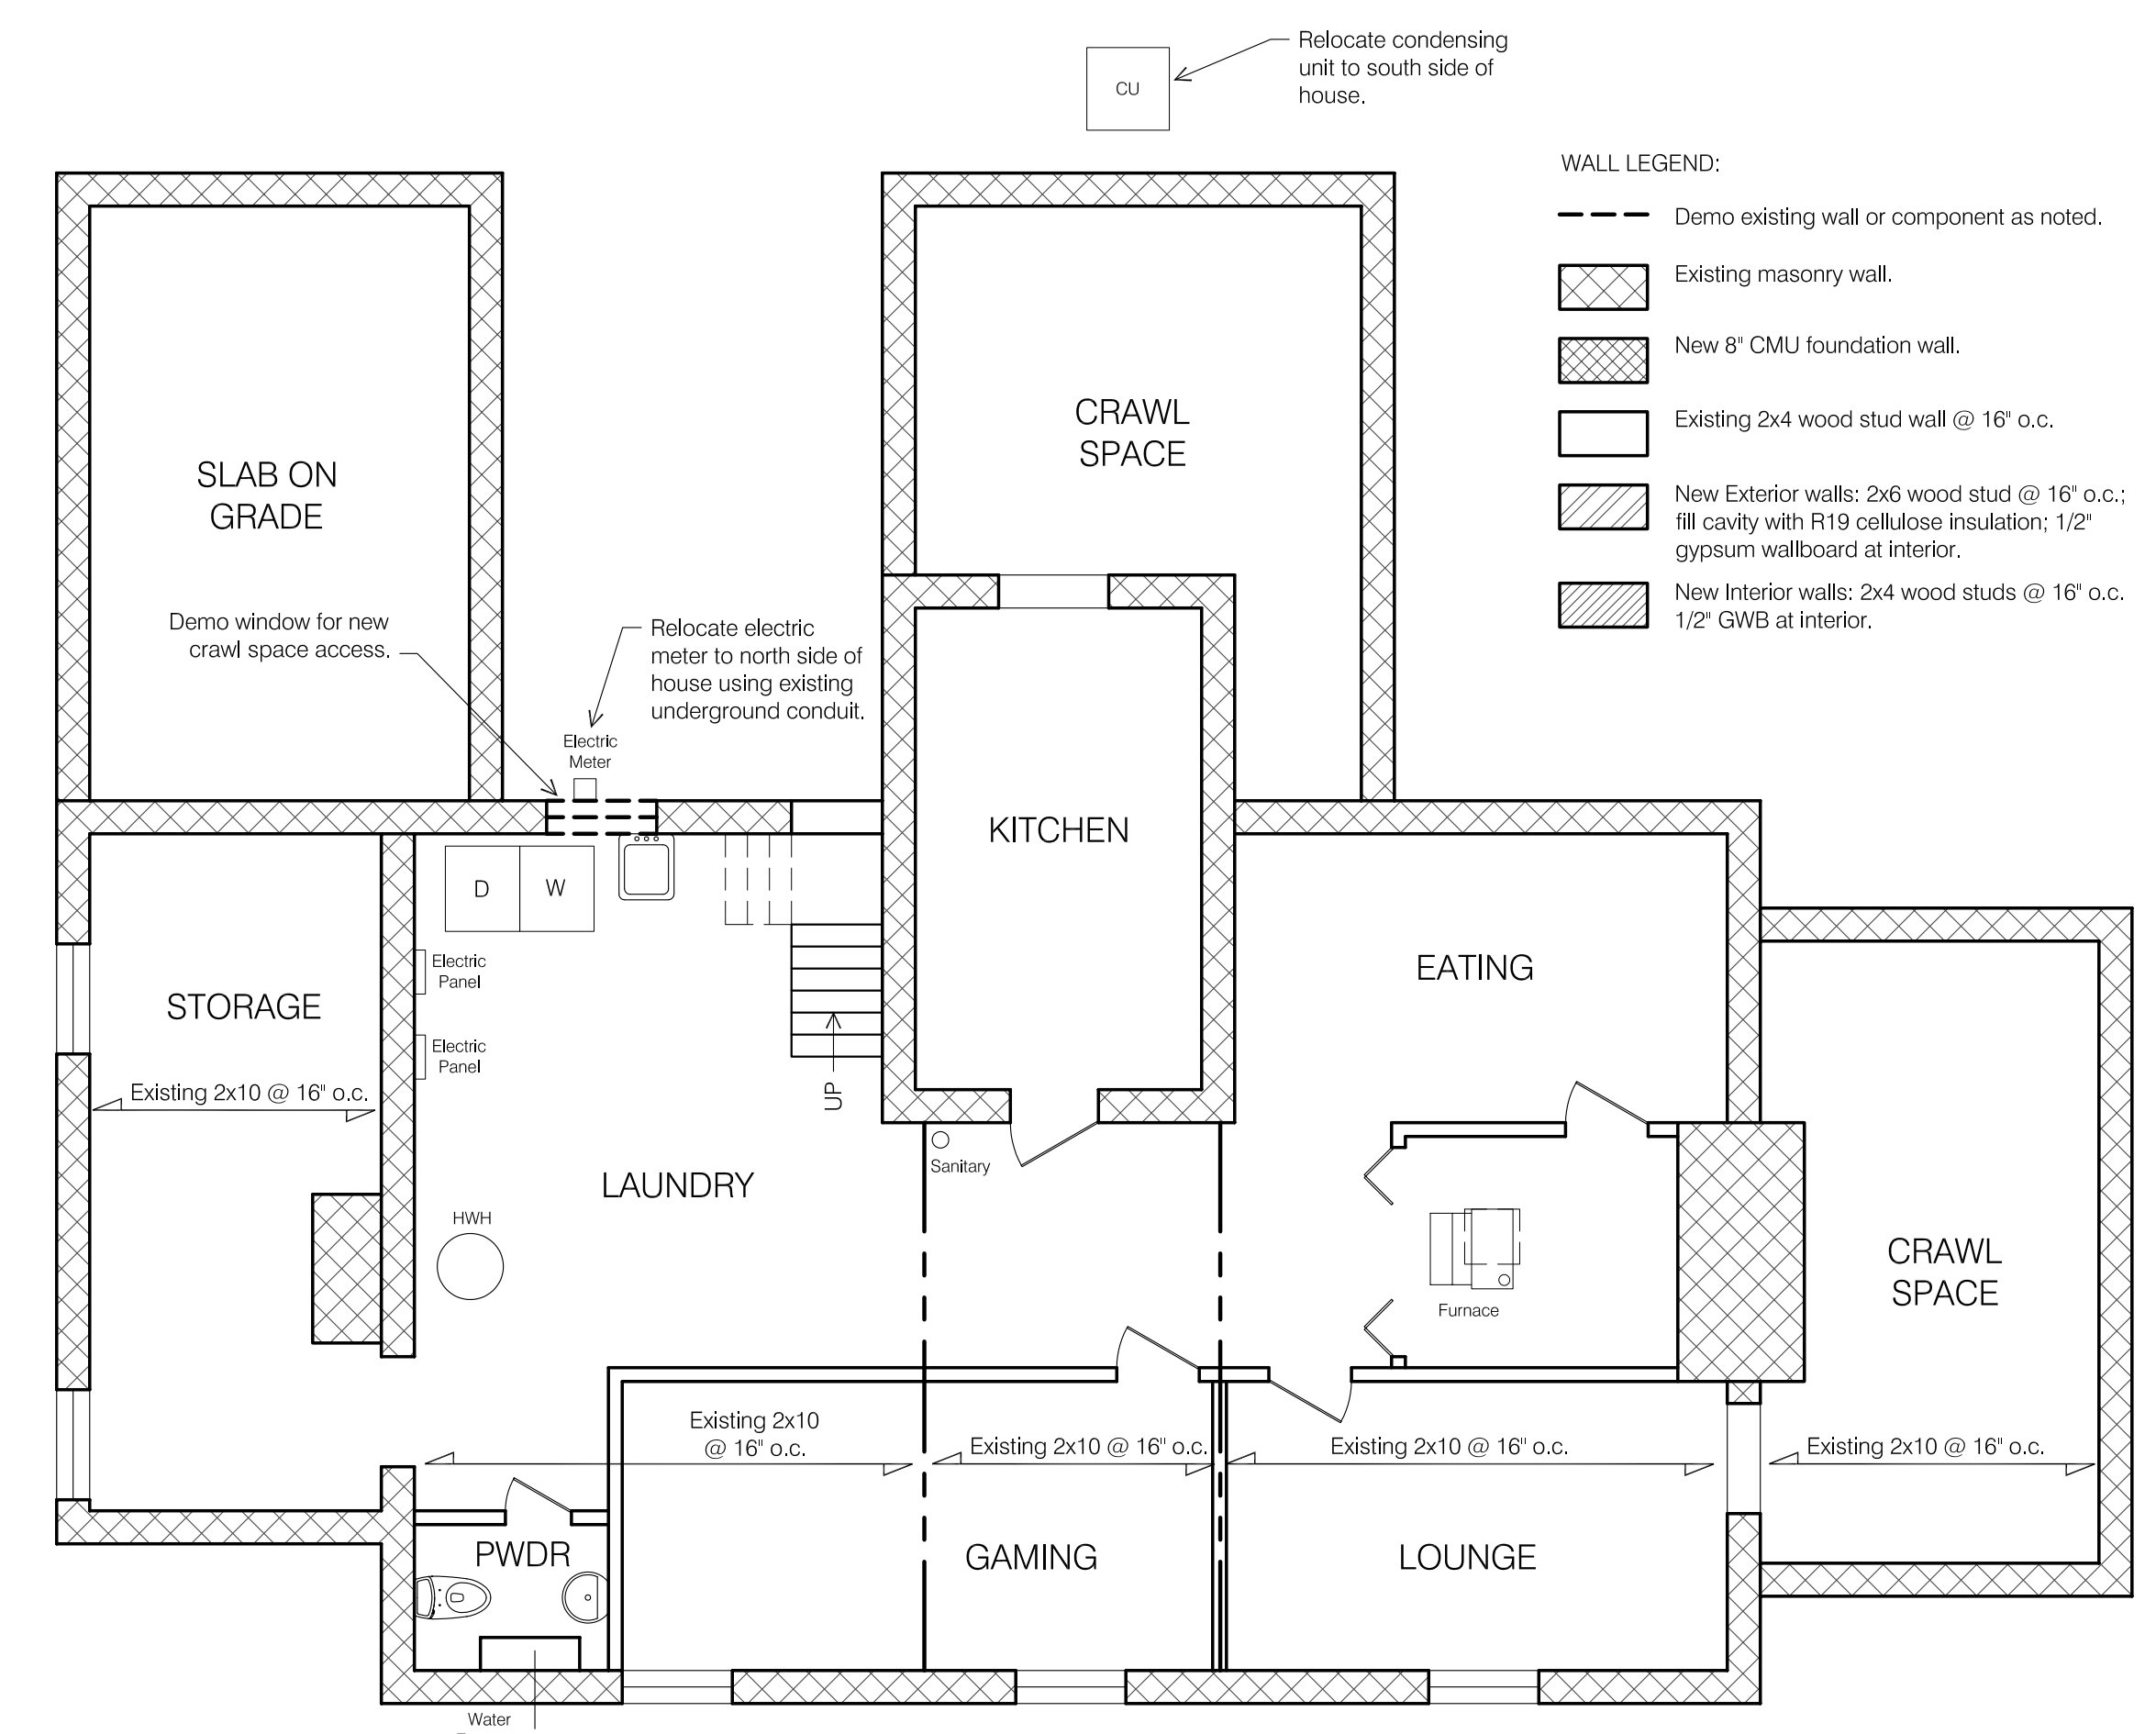 Relocate condensing
unit to south side of
house.
CU
WALL LEGEND:
Demo existing wall or component as noted.
Existing masonry wall.
New 8" CMU foundation wall.
Existing 2x4 wood stud wall @ 16" o.c.
New Exterior walls: 2x6 wood stud @ 16" o.c.;
fill cavity with R19 cellulose insulation; 1/2"
gypsum wallboard at interior.
New Interior walls: 2x4 wood studs @ 16" o.c.
1/2" GWB at interior.
CRAWL
SPACE
SLAB ON
GRADE
Demo window for new
crawl space access.
Relocate electric
meter to north side of
house using existing
underground conduit.
Electric
Meter
KITCHEN
D
W
EATING
Electric
Panel
STORAGE
Electric
Panel
Existing 2x10 @ 16" o.c.
UP
Sanitary
LAUNDRY
HWH
Furnace
CRAWL
SPACE
Existing 2x10
@ 16" o.c.
Existing 2x10 @ 16" o.c.
Existing 2x10 @ 16" o.c.
Existing 2x10 @ 16" o.c.
PWDR
GAMING
LOUNGE
Water